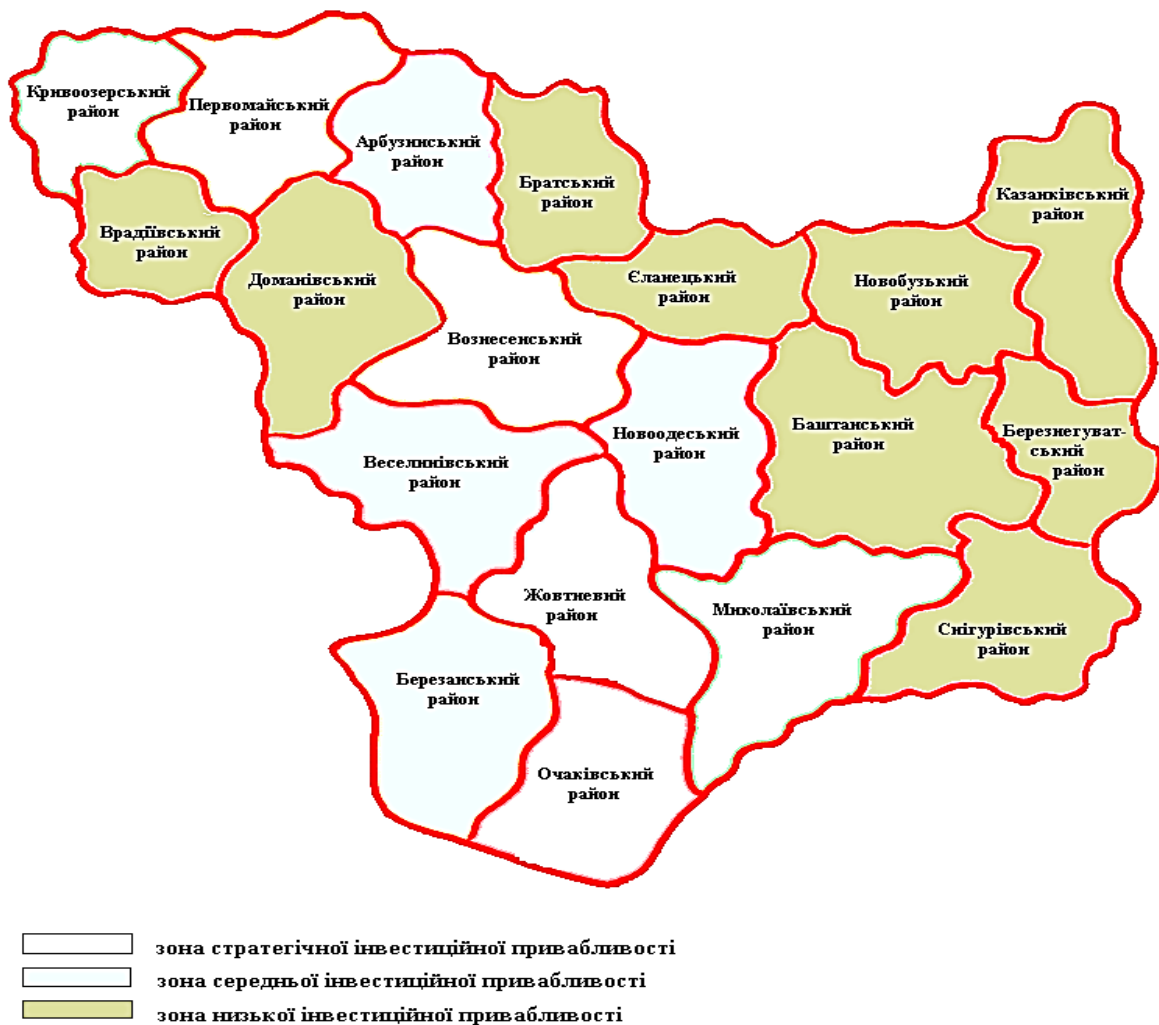 Кривоозерський
район
Первомайський
район
Арбузинський
район
Братський
район
Казанківський
район
Врадіївський
район
Доманівський
район
Єланецький
район
Новобузький
район
Вознесенський
район
Баштанський
район
Березнегуват-
ський
район
Новоодеський
район
Веселинівський
район
Жовтневий
район
Миколаївський
район
Снігурівський
район
Березанський
район
Очаківський
район
зона стратегічної інвестиційної привабливості
зона середньої інвестиційної привабливості
зона низької інвестиційної привабливості